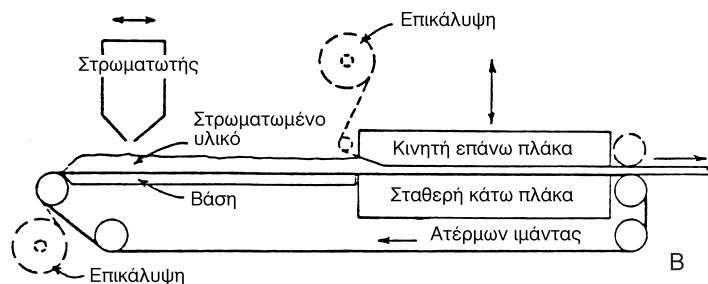 Επικάλυψη
Στρωματωτής
Στρωματωμένο
υλικό
Κινητή επάνω πλάκα
Βάση
Σταθερή κάτω πλάκα
Ατέρμων ιμάντας
Επικάλυψη
B